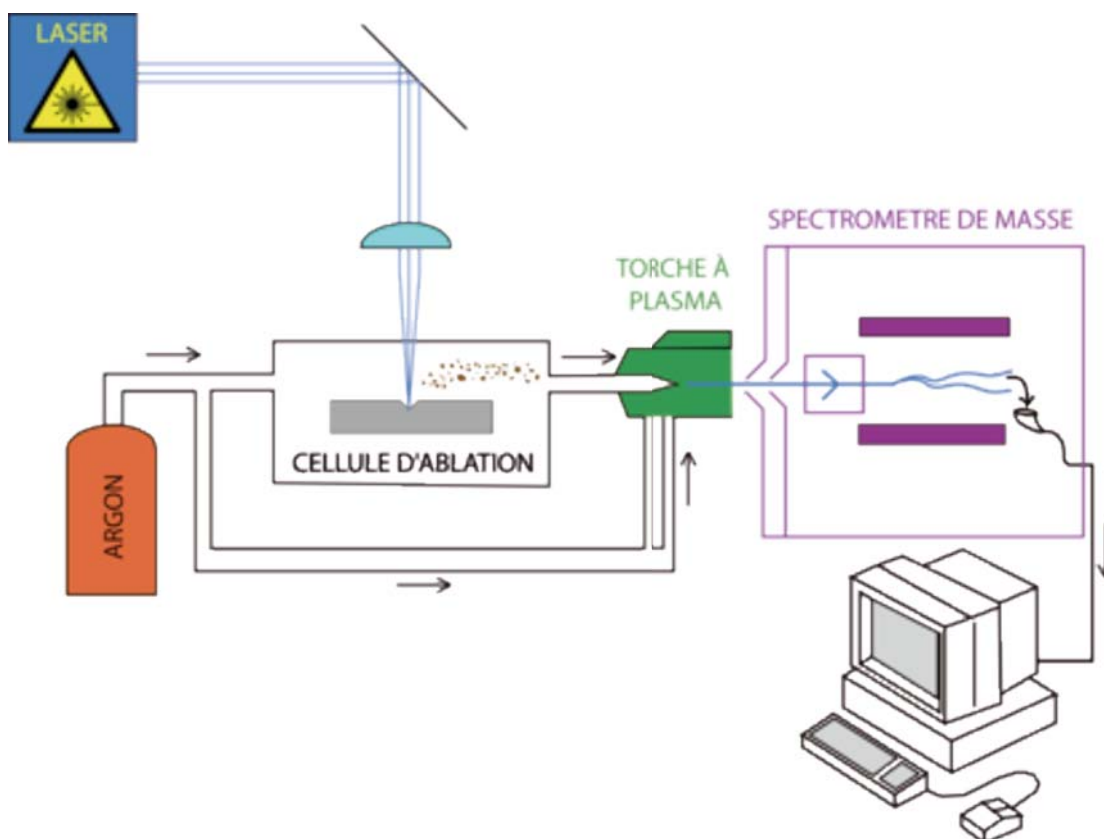 LASER
SPECTROMETRE DE MASSE
TORCHE À
PLASMA
CELLULE D'ABLATION
ARGON